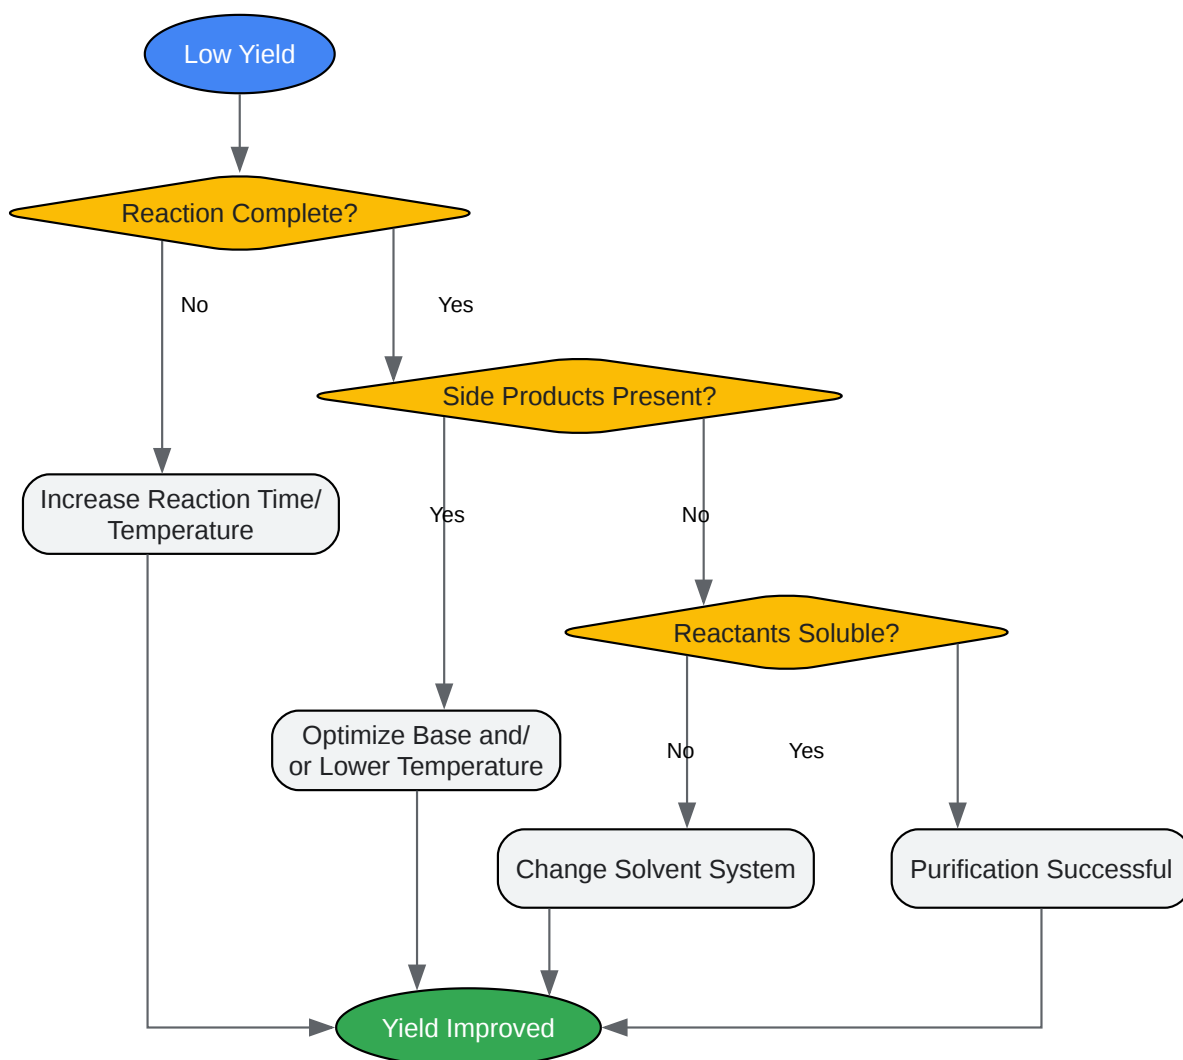 Low Yield
Reaction Complete?
No
Yes
Side Products Present?
Increase Reaction Time/
Temperature
Yes
No
Reactants Soluble?
Optimize Base and/
or Lower Temperature
No
Yes
Change Solvent System
Purification Successful
Yield Improved